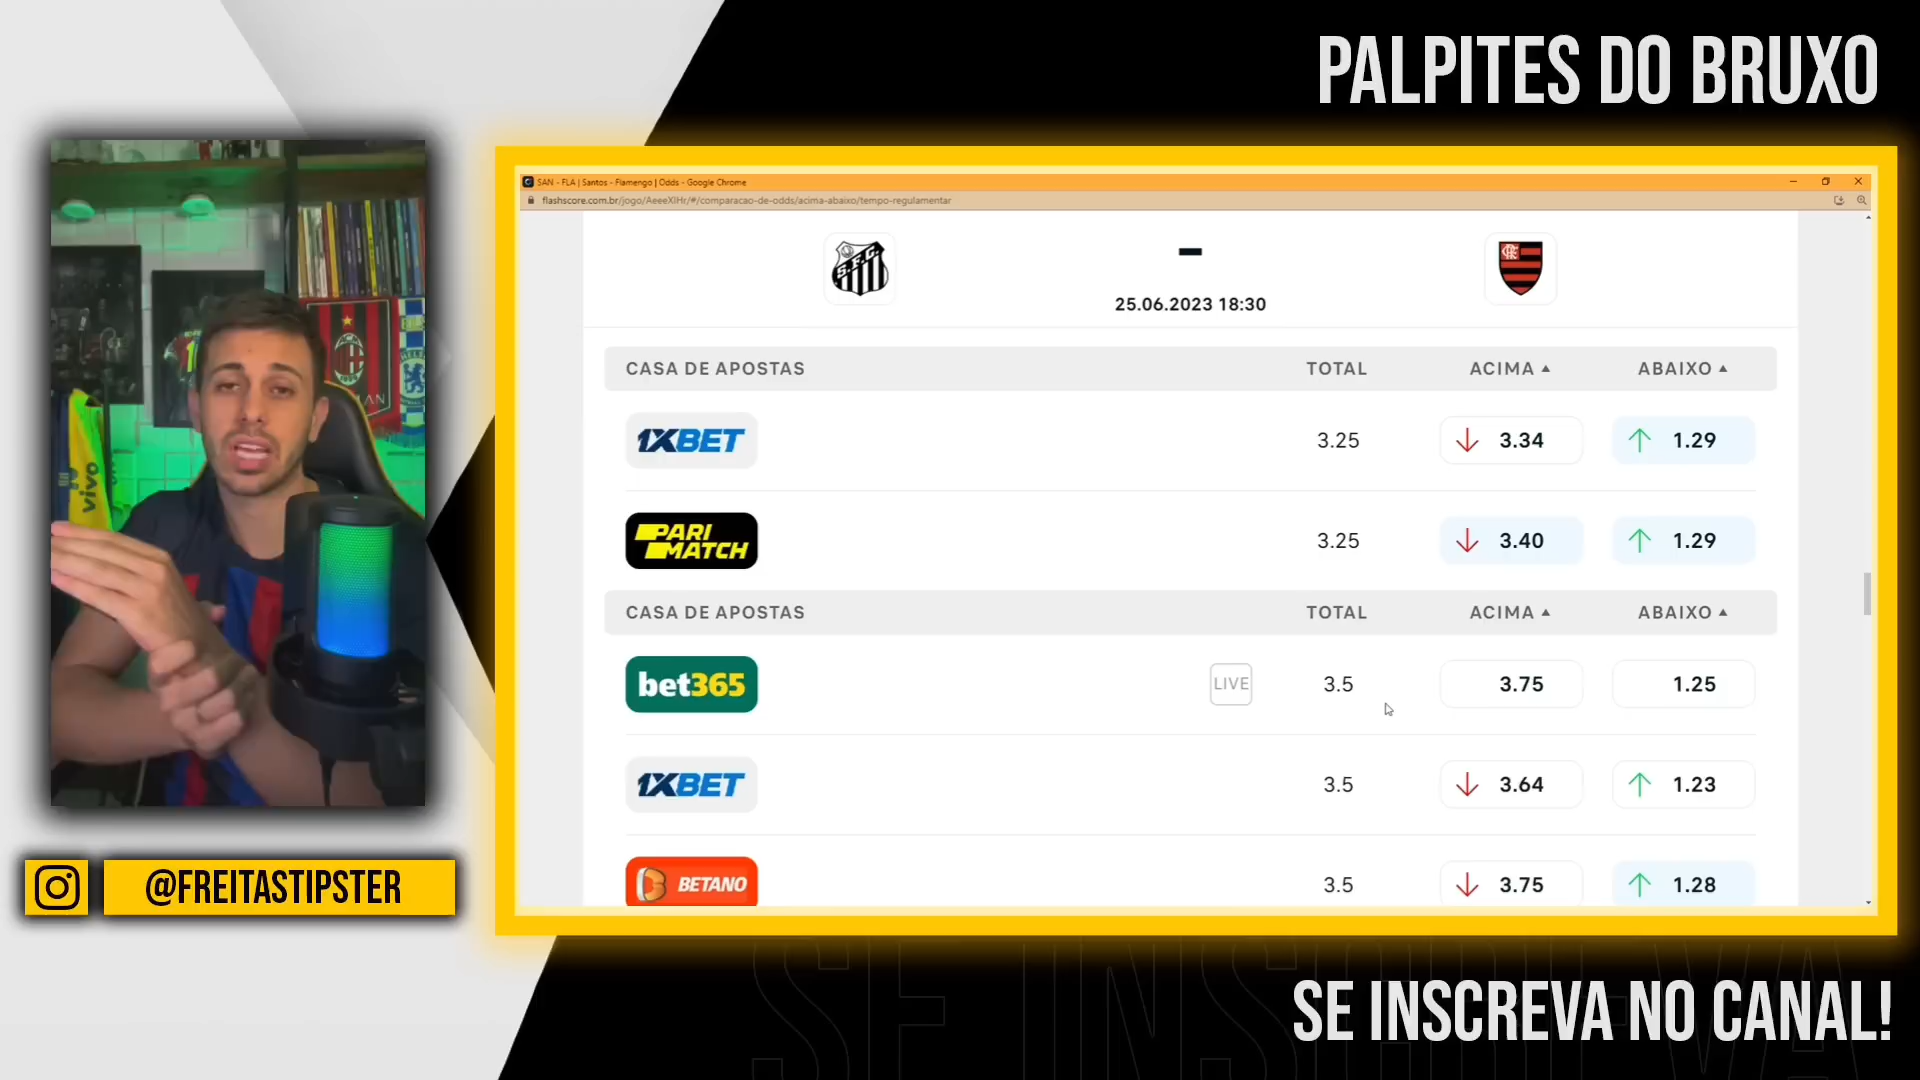 PALPITES DO BRUXO
SAN - FLA | Santos - Flamengo | Odds - Google Chrome
flashscore.com.br/jogo/AeeeXIHr/#/comparacao-de-odds/acima-abaixo/tempo-regulamentar
25.06.2023 18:30
CASA DE APOSTAS TOTAL ACIMA ABAIXO
1XBET 3.25 3.34 1.29
PARI MATCH 3.25 3.40 1.29
CASA DE APOSTAS TOTAL ACIMA ABAIXO
bet365 LIVE 3.5 3.75 1.25
1XBET 3.5 3.64 1.23
BETANO 3.5 3.75 1.28
vivo
@FREITASTIPSTER
SE INSCREVA NO CANAL!